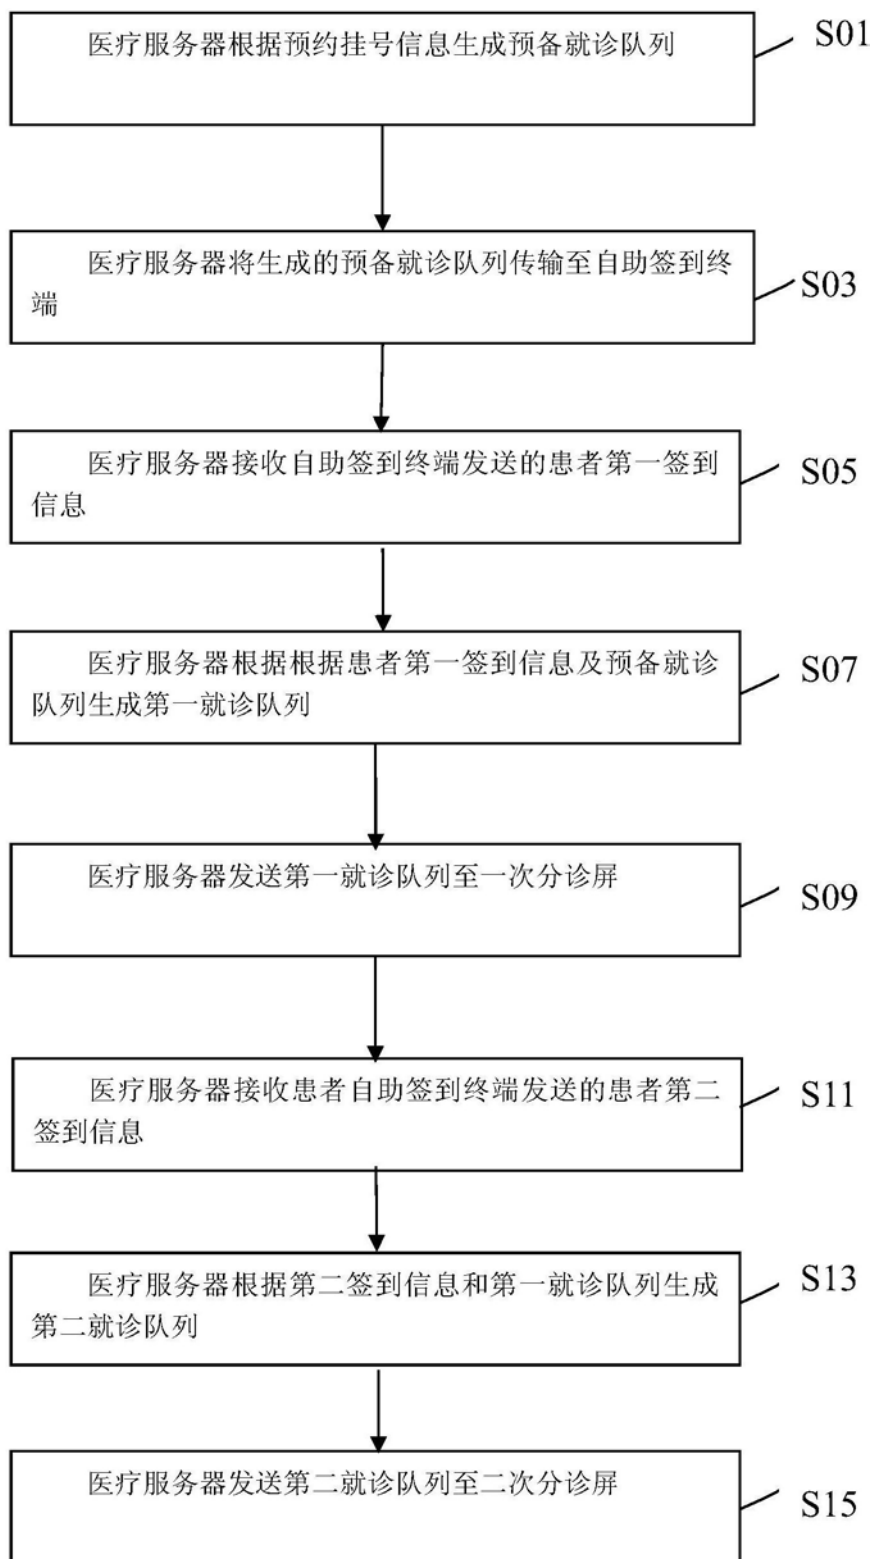 医疗服务器根据预约挂号信息生成预备就诊队列
S01
医疗服务器将生成的预备就诊队列传输至自助签到终
端
S03
医疗服务器接收自助签到终端发送的患者第一签到
信息
S05
医疗服务器根据根据患者第一签到信息及预备就诊
队列生成第一就诊队列
S07
医疗服务器发送第一就诊队列至一次分诊屏
S09
医疗服务器接收患者自助签到终端发送的患者第二
签到信息
S11
医疗服务器根据第二签到信息和第一就诊队列生成
第二就诊队列
S13
医疗服务器发送第二就诊队列至二次分诊屏
S15